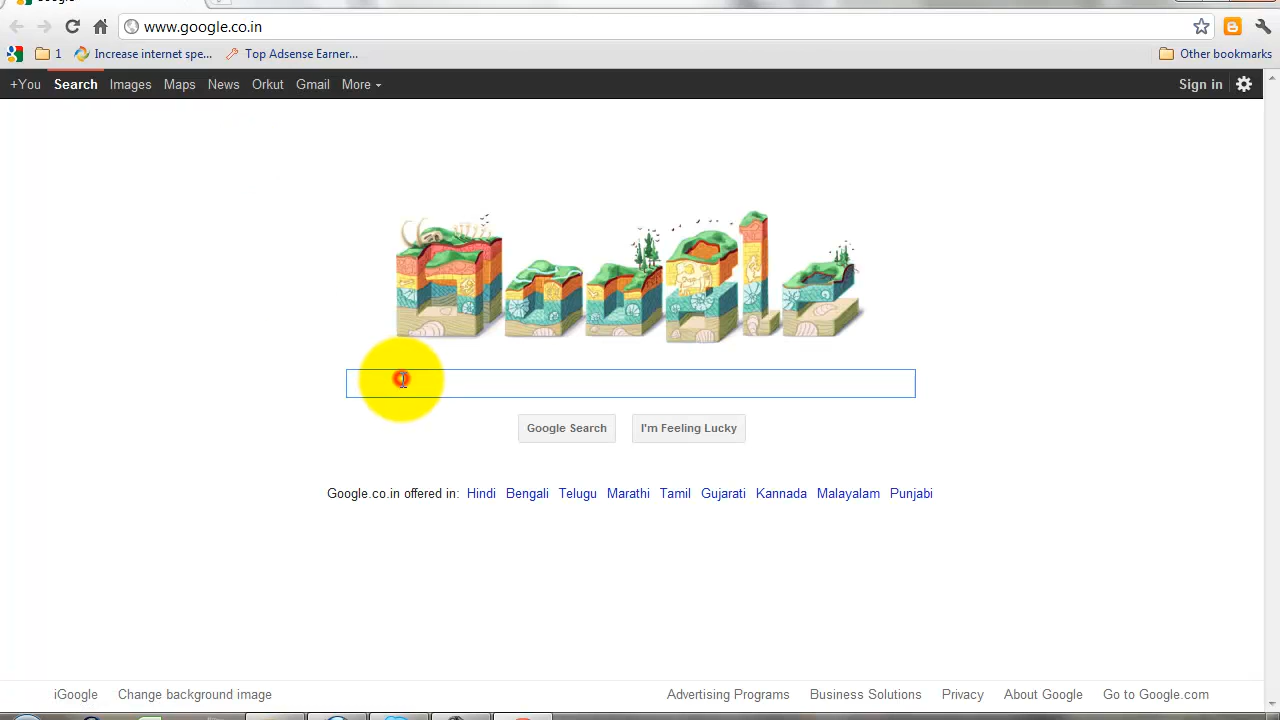 www.google.co.in
1 Increase internet spe... Top Adsense Earner... Other bookmarks
+You Search Images Maps News Orkut Gmail More Sign in
Google Search I'm Feeling Lucky
Google.co.in offered in: Hindi Bengali Telugu Marathi Tamil Gujarati Kannada Malayalam Punjabi
iGoogle Change background image Advertising Programs Business Solutions Privacy About Google Go to Google.com